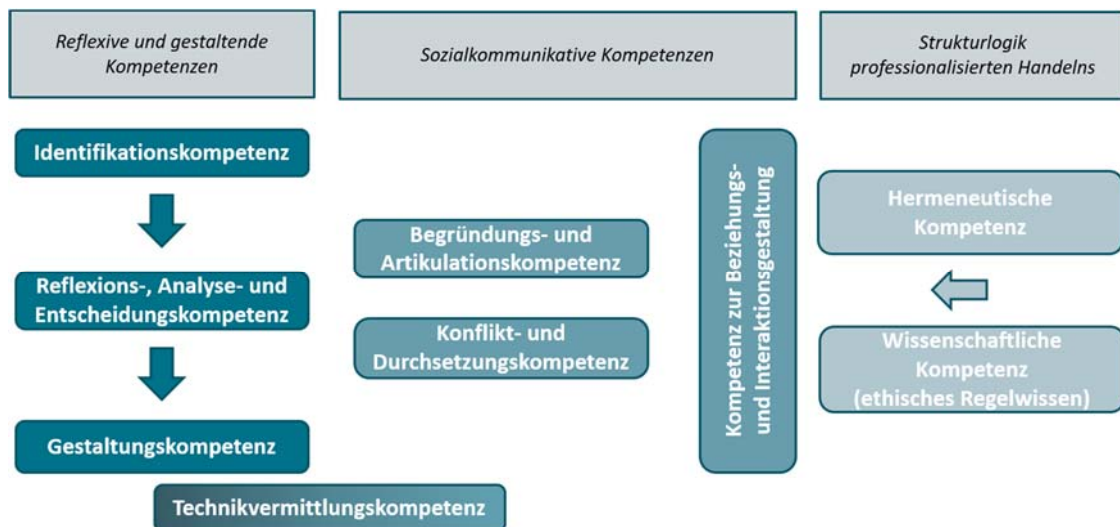 Reflexive und gestaltende
Kompetenzen
Sozialkommunikative Kompetenzen
Strukturlogik
professionalisierten Handelns
Identifikationskompetenz
Reflexions-, Analyse- und
Entscheidungskompetenz
Gestaltungskompetenz
Technikvermittlungskompetenz
Begründungs- und
Artikulationskompetenz
Konflikt- und
Durchsetzungskompetenz
Kompetenz zur Beziehungs-
und Interaktionsgestaltung
Hermeneutische
Kompetenz
Wissenschaftliche
Kompetenz
(ethisches Regelwissen)